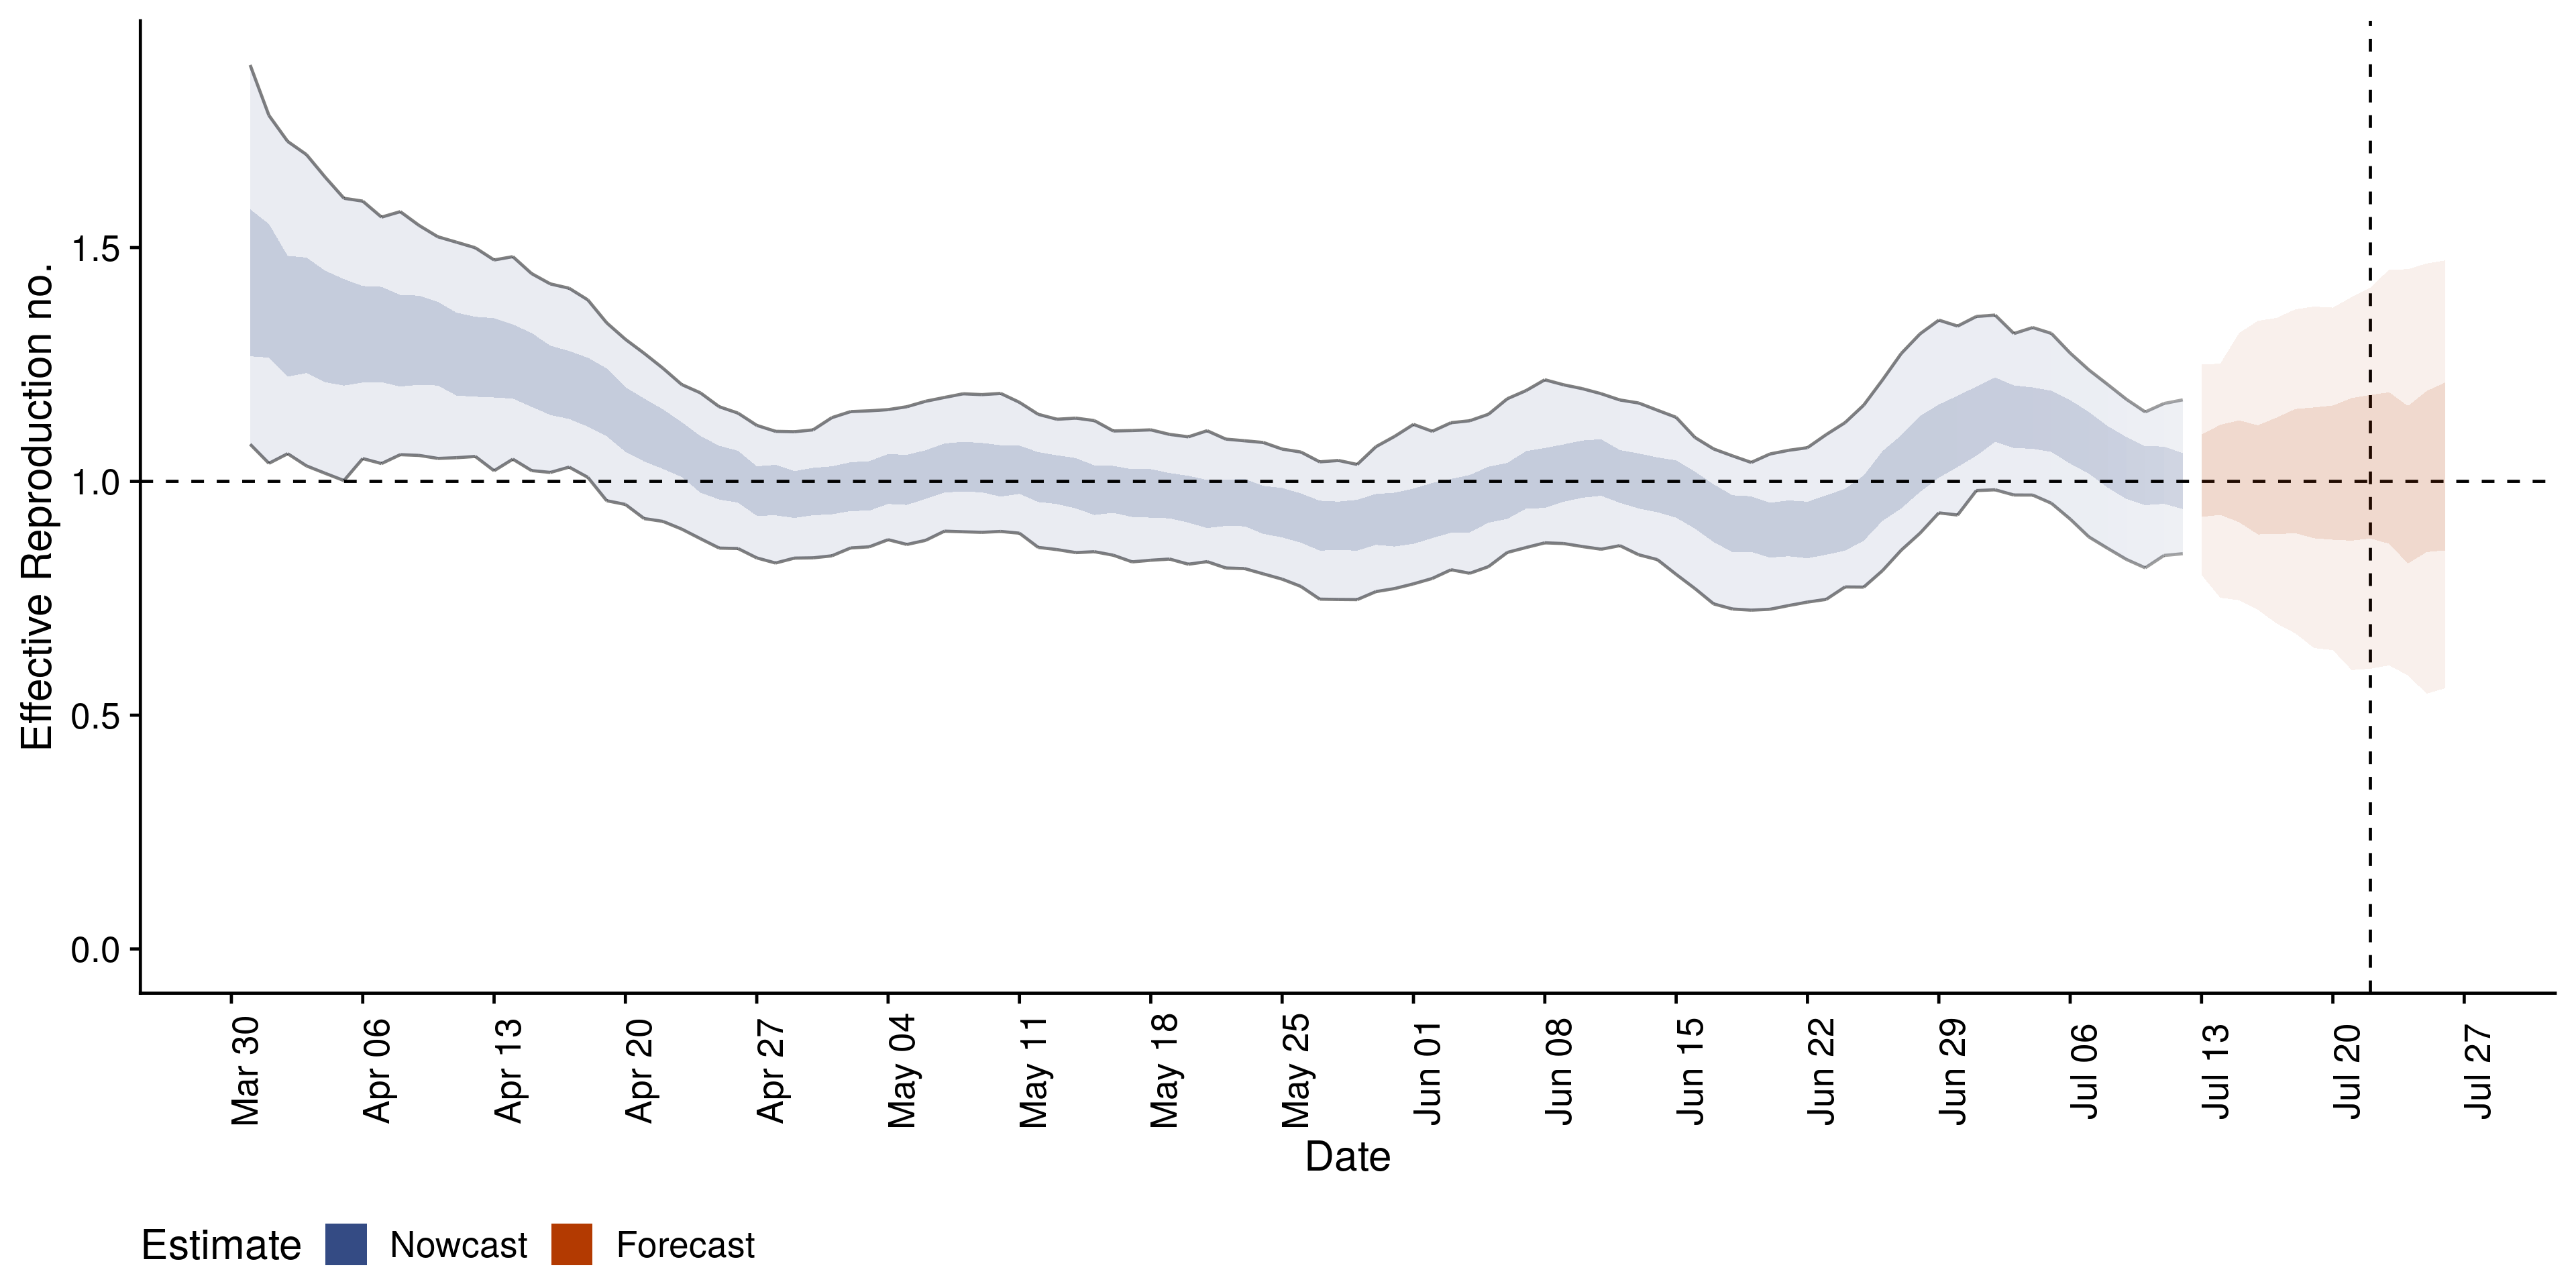 Effective Reproduction no.
1.5
1.0
0.5
0.0
Mar 30
Apr 06
Apr 13
Apr 20
Apr 27
May 04
May 11
May 18
May 25
Jun 01
Jun 08
Jun 15
Jun 22
Jun 29
Jul 06
Jul 13
Jul 20
Jul 27
Date
Estimate Nowcast Forecast